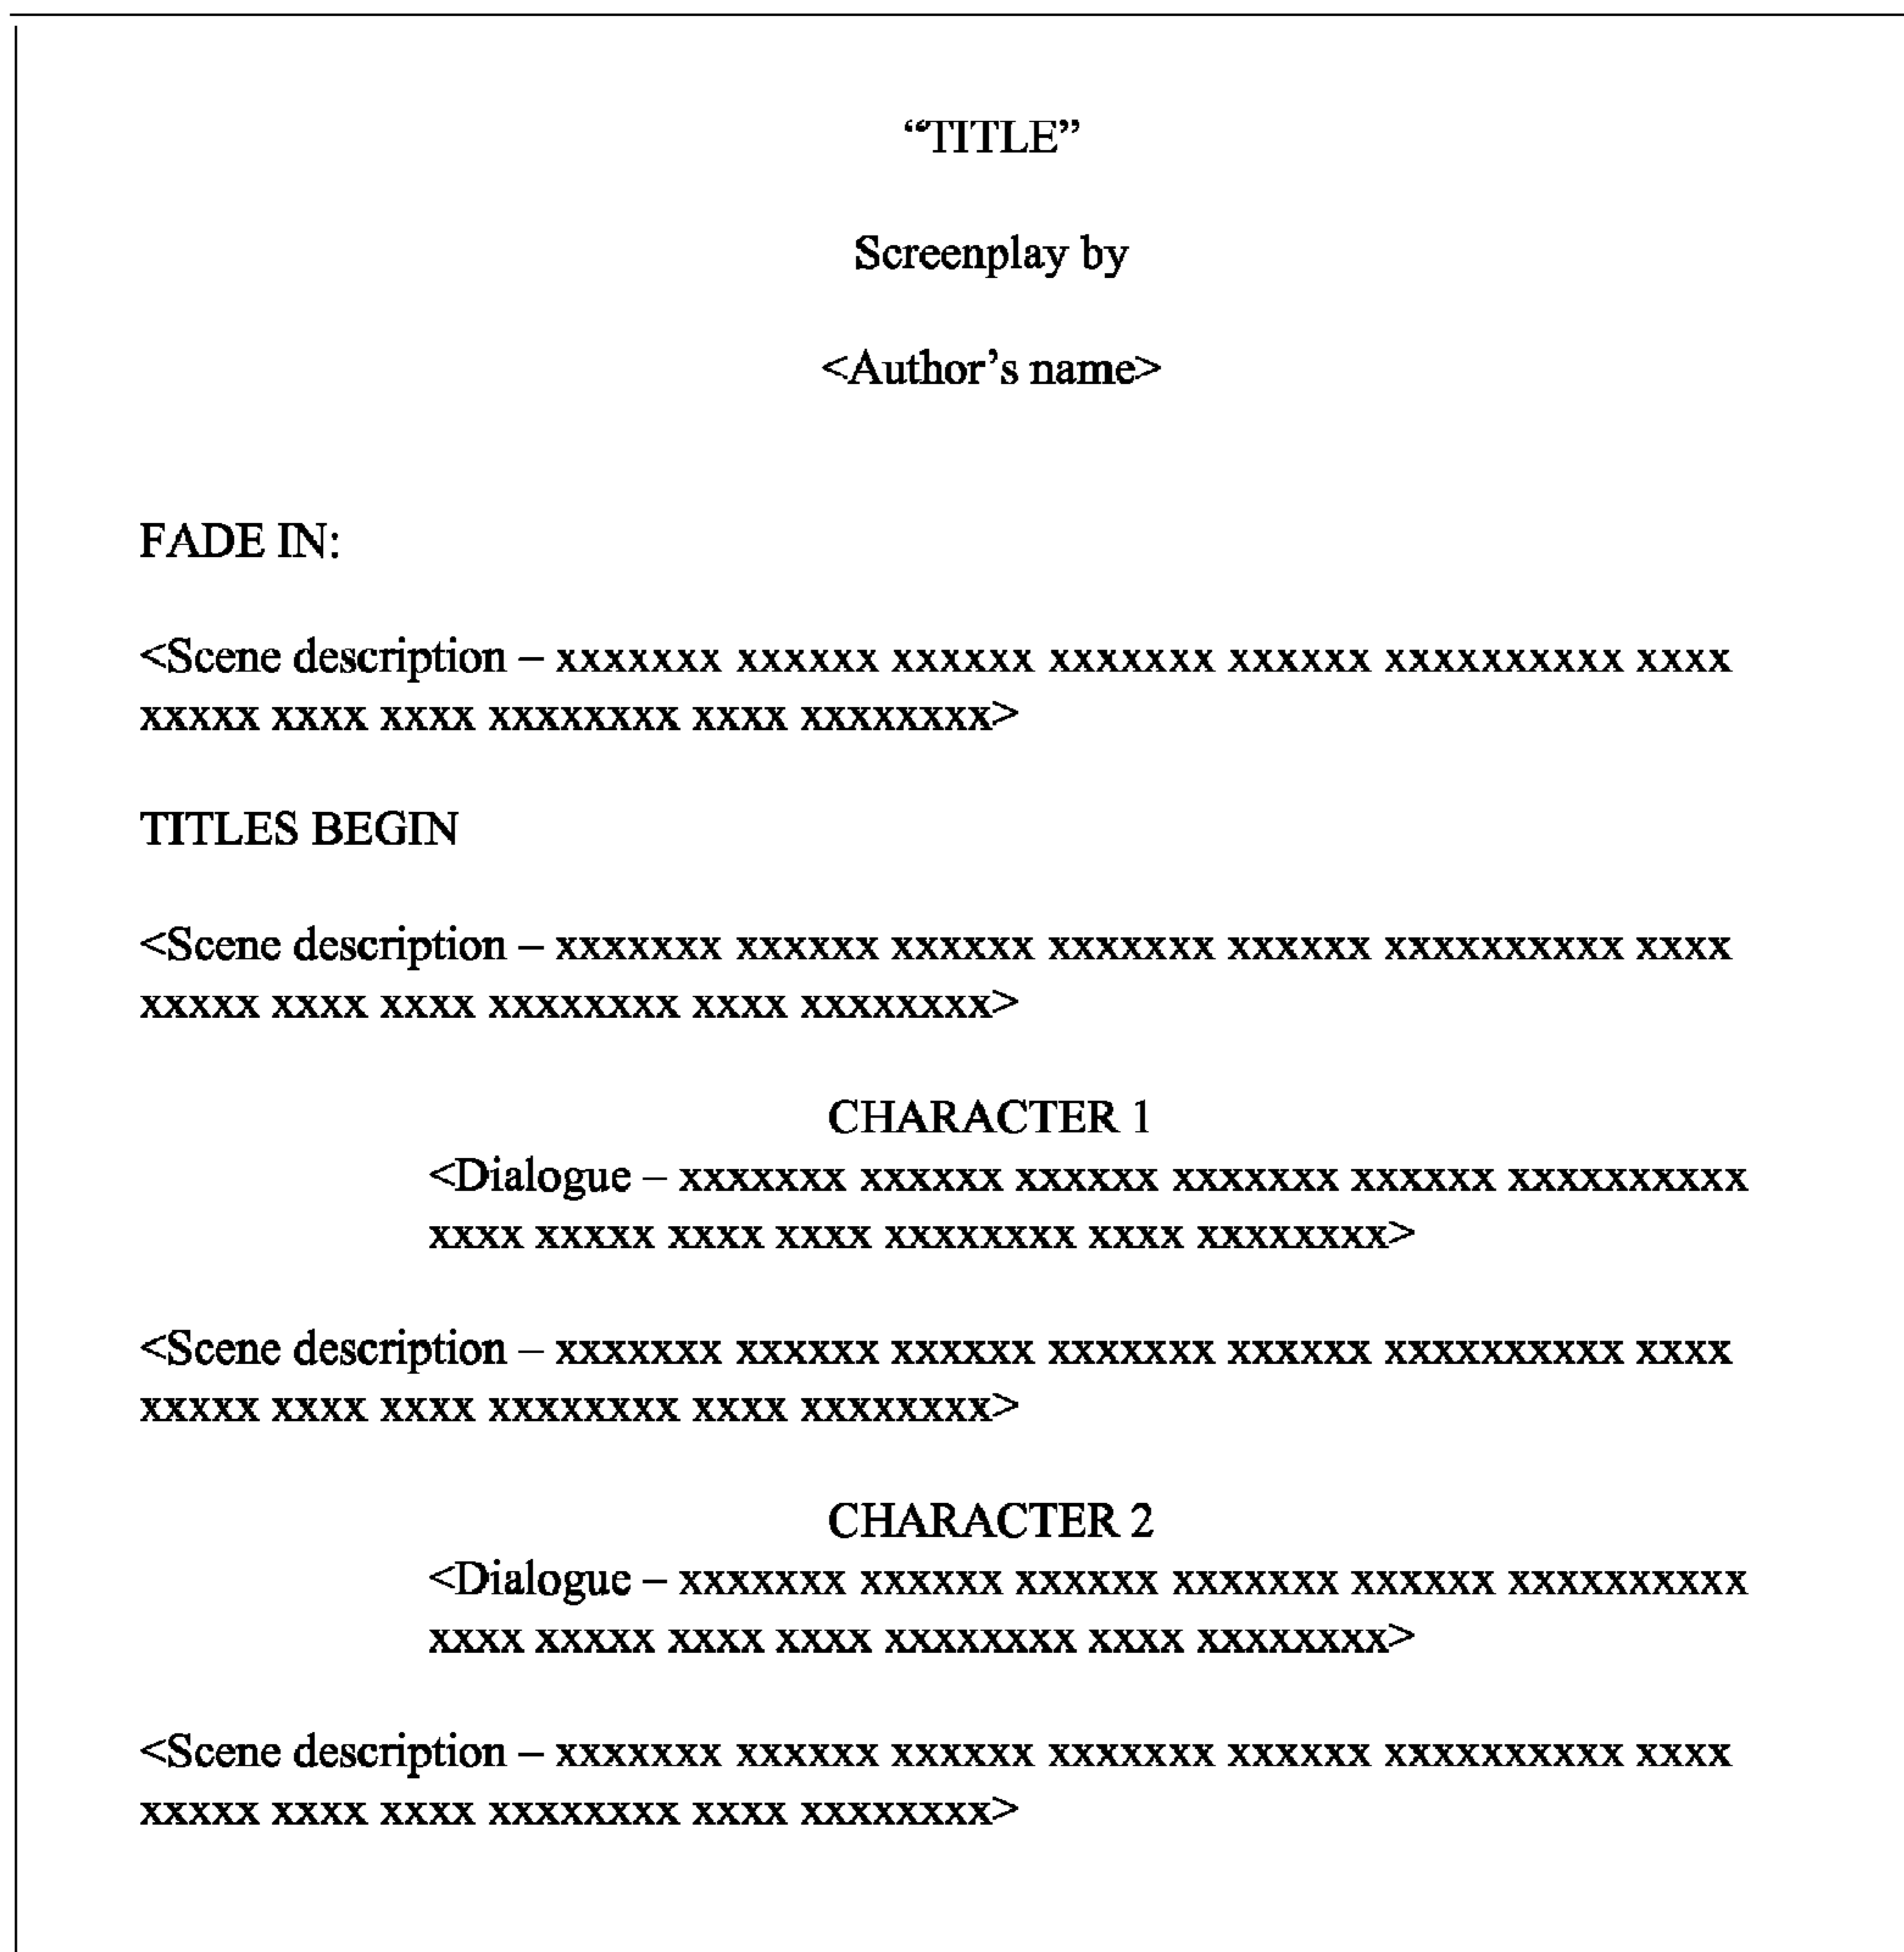 “TITLE”
Screenplay by
<Author’s name>
FADE IN:
<Scene description – xxxxxxx xxxxxx xxxxxx xxxxxxx xxxxxx xxxxxxxxxx xxxx
xxxxx xxxx xxxx xxxxxxxx xxxx xxxxxxxx>
TITLES BEGIN
<Scene description – xxxxxxx xxxxxx xxxxxx xxxxxxx xxxxxx xxxxxxxxxx xxxx
xxxxx xxxx xxxx xxxxxxxx xxxx xxxxxxxx>
CHARACTER 1
<Dialogue – xxxxxxx xxxxxx xxxxxx xxxxxxx xxxxxx xxxxxxxxxx
xxxx xxxxx xxxx xxxx xxxxxxxx xxxx xxxxxxxx>
<Scene description – xxxxxxx xxxxxx xxxxxx xxxxxxx xxxxxx xxxxxxxxxx xxxx
xxxxx xxxx xxxx xxxxxxxx xxxx xxxxxxxx>
CHARACTER 2
<Dialogue – xxxxxxx xxxxxx xxxxxx xxxxxxx xxxxxx xxxxxxxxxx
xxxx xxxxx xxxx xxxx xxxxxxxx xxxx xxxxxxxx>
<Scene description – xxxxxxx xxxxxx xxxxxx xxxxxxx xxxxxx xxxxxxxxxx xxxx
xxxxx xxxx xxxx xxxxxxxx xxxx xxxxxxxx>